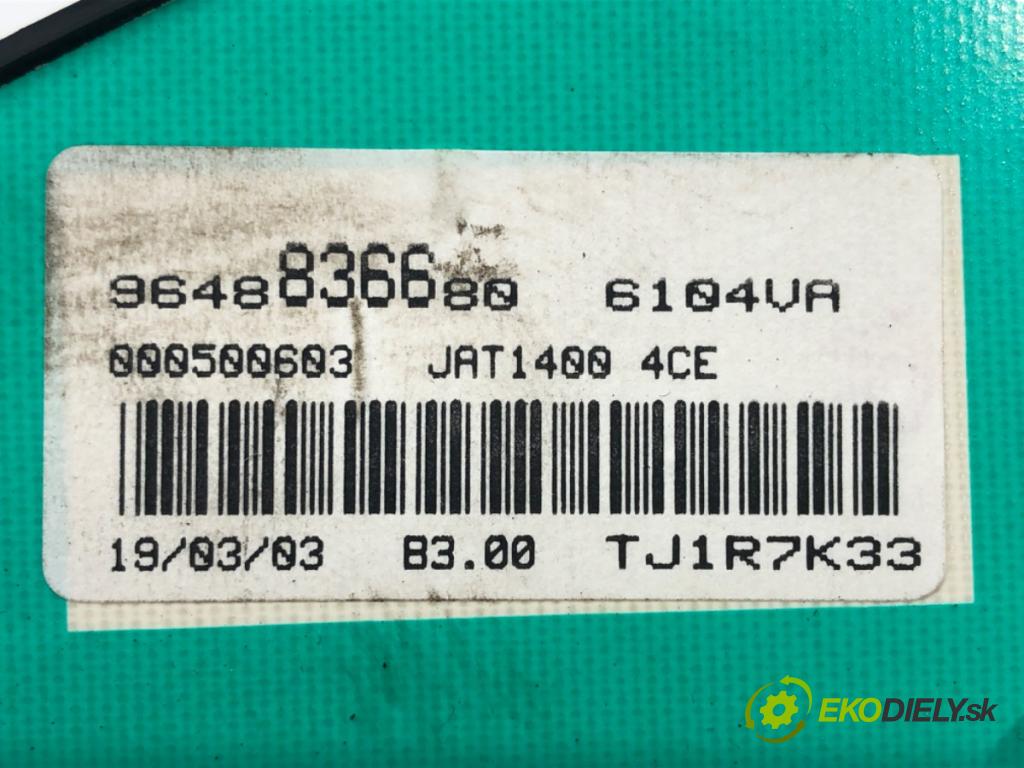 9648836680 6104VA
000500603 JAT1400 4CE
19/03/03 B3.00 TJ1R7K33
EKODIELY.sk